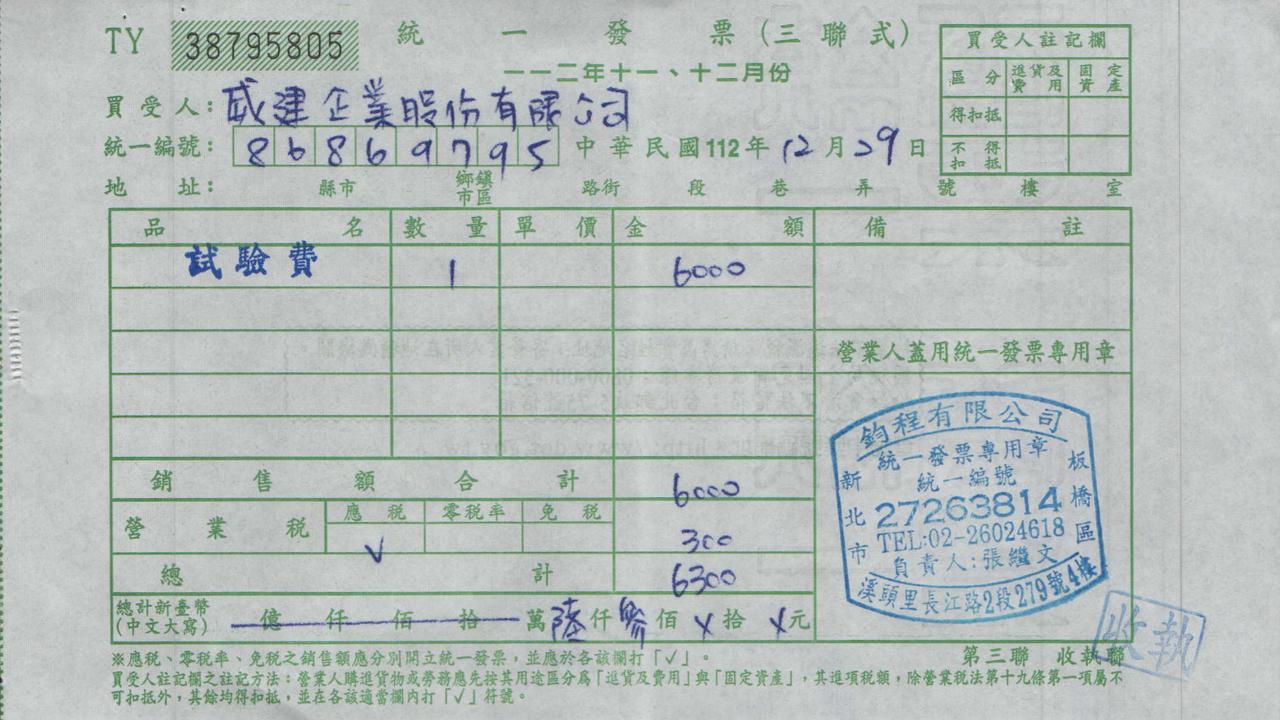 TY 38795805 統一發票(三聯式)
一一二年十一、十二月份
買受人註記欄
區分 進貨及費用 固定資產
得扣抵
不得扣抵
買受人:威建企業股份有限公司
統一編號: 86869795 中華民國112年12月29日
地址: 縣市 鄉鎮市區 路街 段 巷 弄 號 樓 室
品名 數量 單價 金額 備註
試驗費 1 6000
營業人蓋用統一發票專用章
銷售額合計 6000
營業稅 應稅 零稅率 免稅
√ 300
總計 6300
總計新臺幣(中文大寫) 億仟佰拾萬陸仟參佰x拾x元
鈞程有限公司
統一發票專用章
統一編號
27263814
TEL:02-26024618
負責人:張繼文
新北市板橋區
溪頭里長江路2段279號4樓
第三聯 收執聯
收執
※應稅、零稅率、免稅之銷售額應分別開立統一發票,並應於各該欄打「√」。
買受人註記欄之註記方法:營業人購進貨物或勞務應先按其用途區分為「進貨及費用」與「固定資產」,其進項稅額,除營業稅法第十九條第一項屬不
可扣抵外,其餘均得扣抵,並在各該適當欄內打「√」符號。